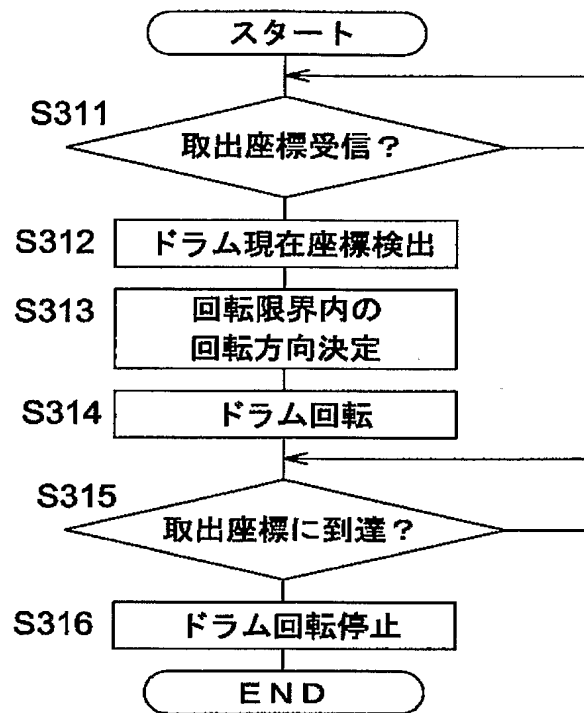 スタート
S311
取出座標受信？
S312
ドラム現在座標検出
S313
回転限界内の
回転方向決定
S314
ドラム回転
S315
取出座標に到達？
S316
ドラム回転停止
END